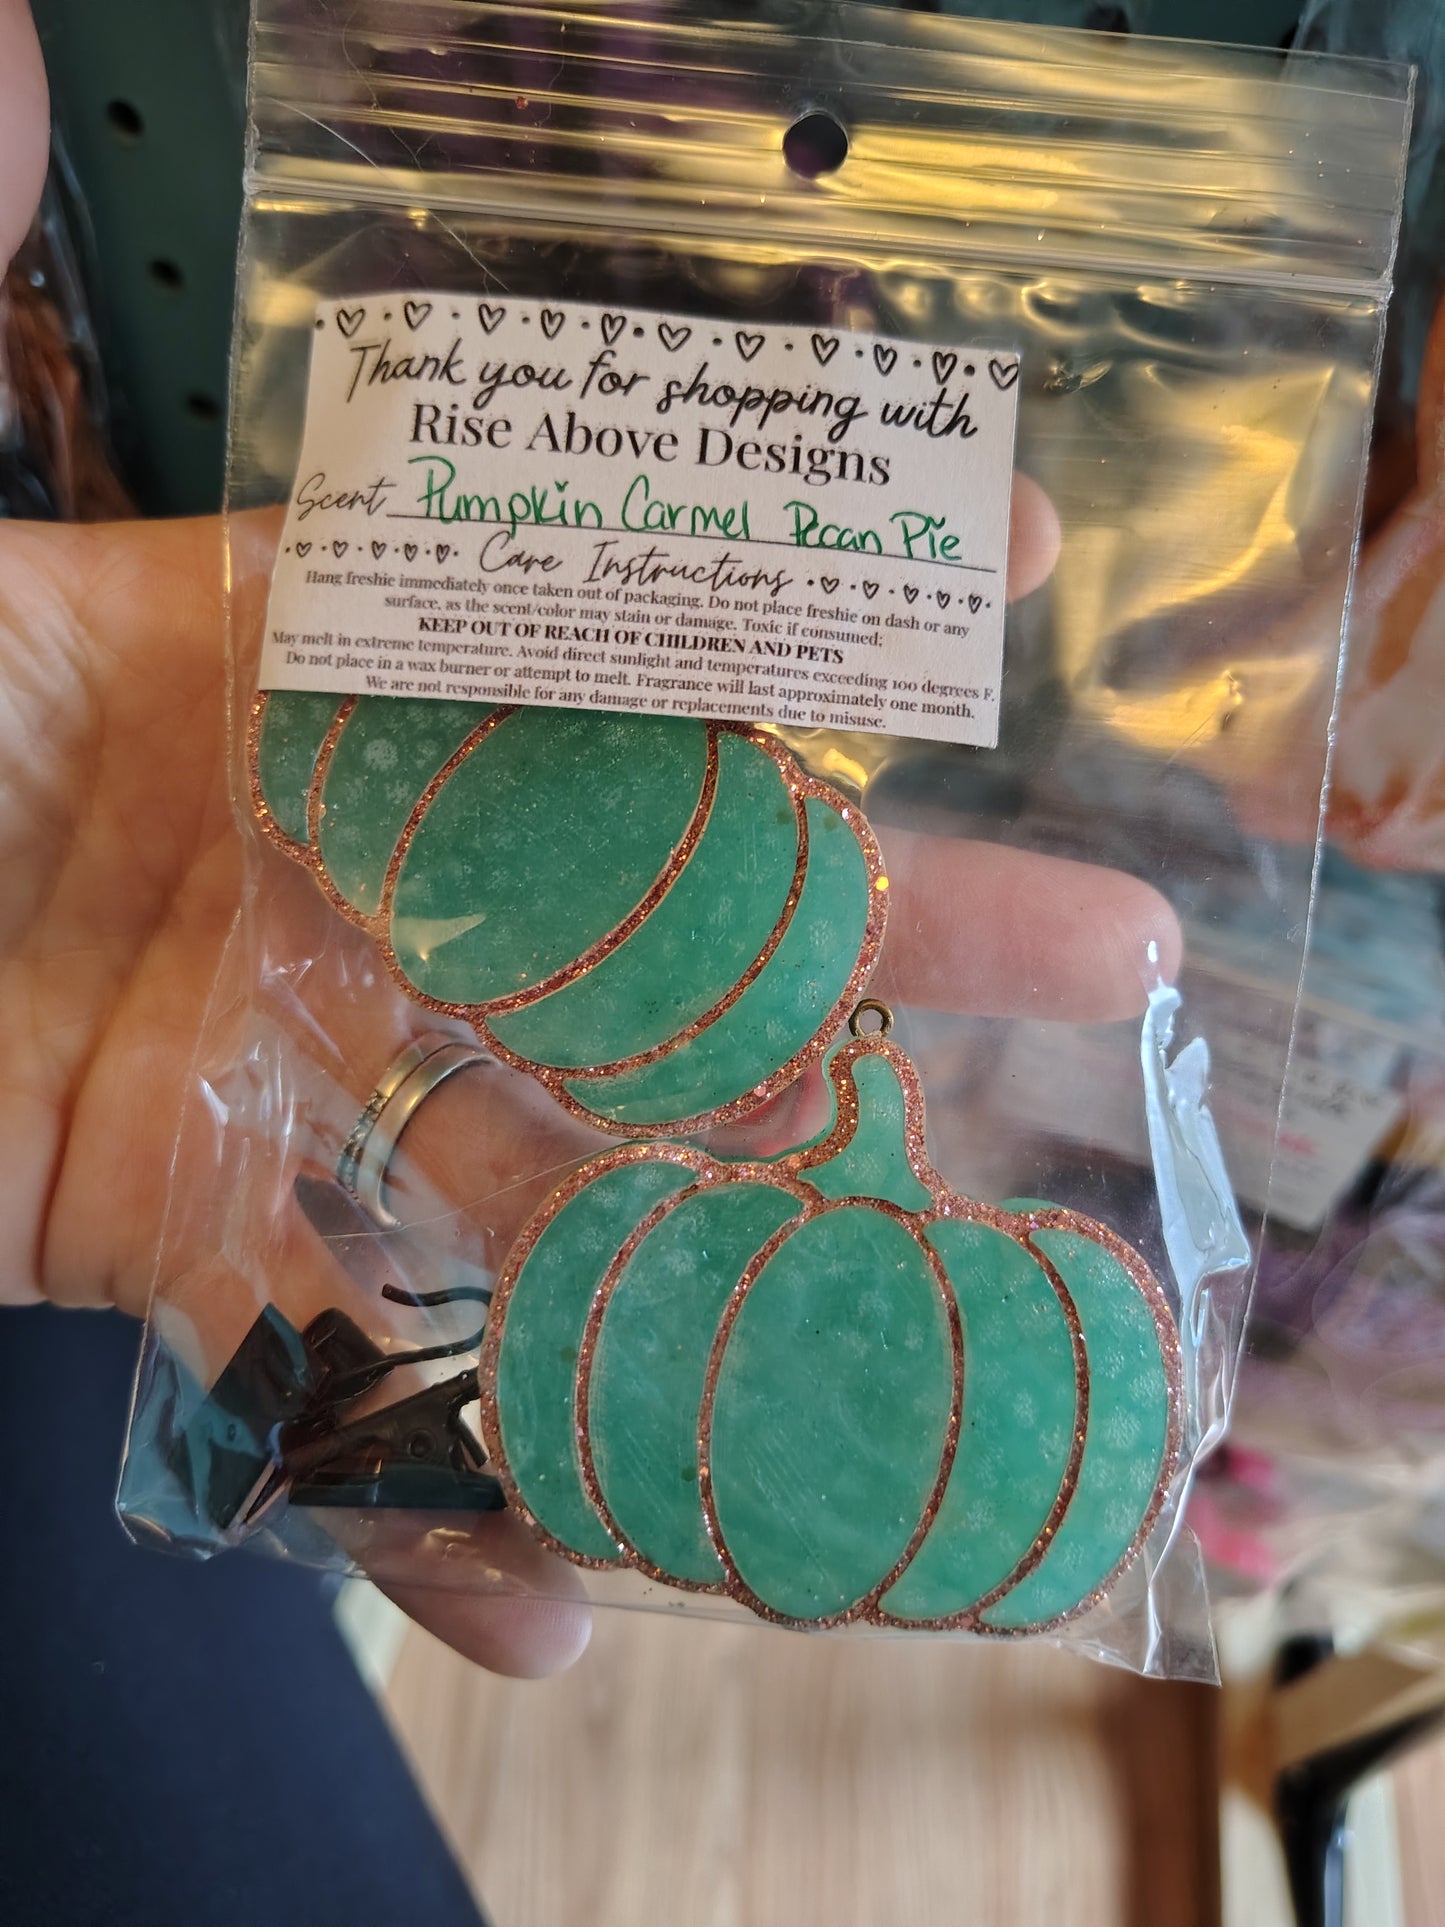 Thank you for shopping with
Rise Above Designs
Scent Pumpkin Carmel Pecan Pie
Care Instructions
Hang freshie immediately once taken out of packaging. Do not place freshie on dash or any
surface, as the scent/color may stain or damage. Toxic if consumed;
KEEP OUT OF REACH OF CHILDREN AND PETS
May melt in extreme temperature. Avoid direct sunlight and temperatures exceeding 100 degrees F.
Do not place in a wax burner or attempt to melt. Fragrance will last approximately one month.
We are not responsible for any damage or replacements due to misuse.